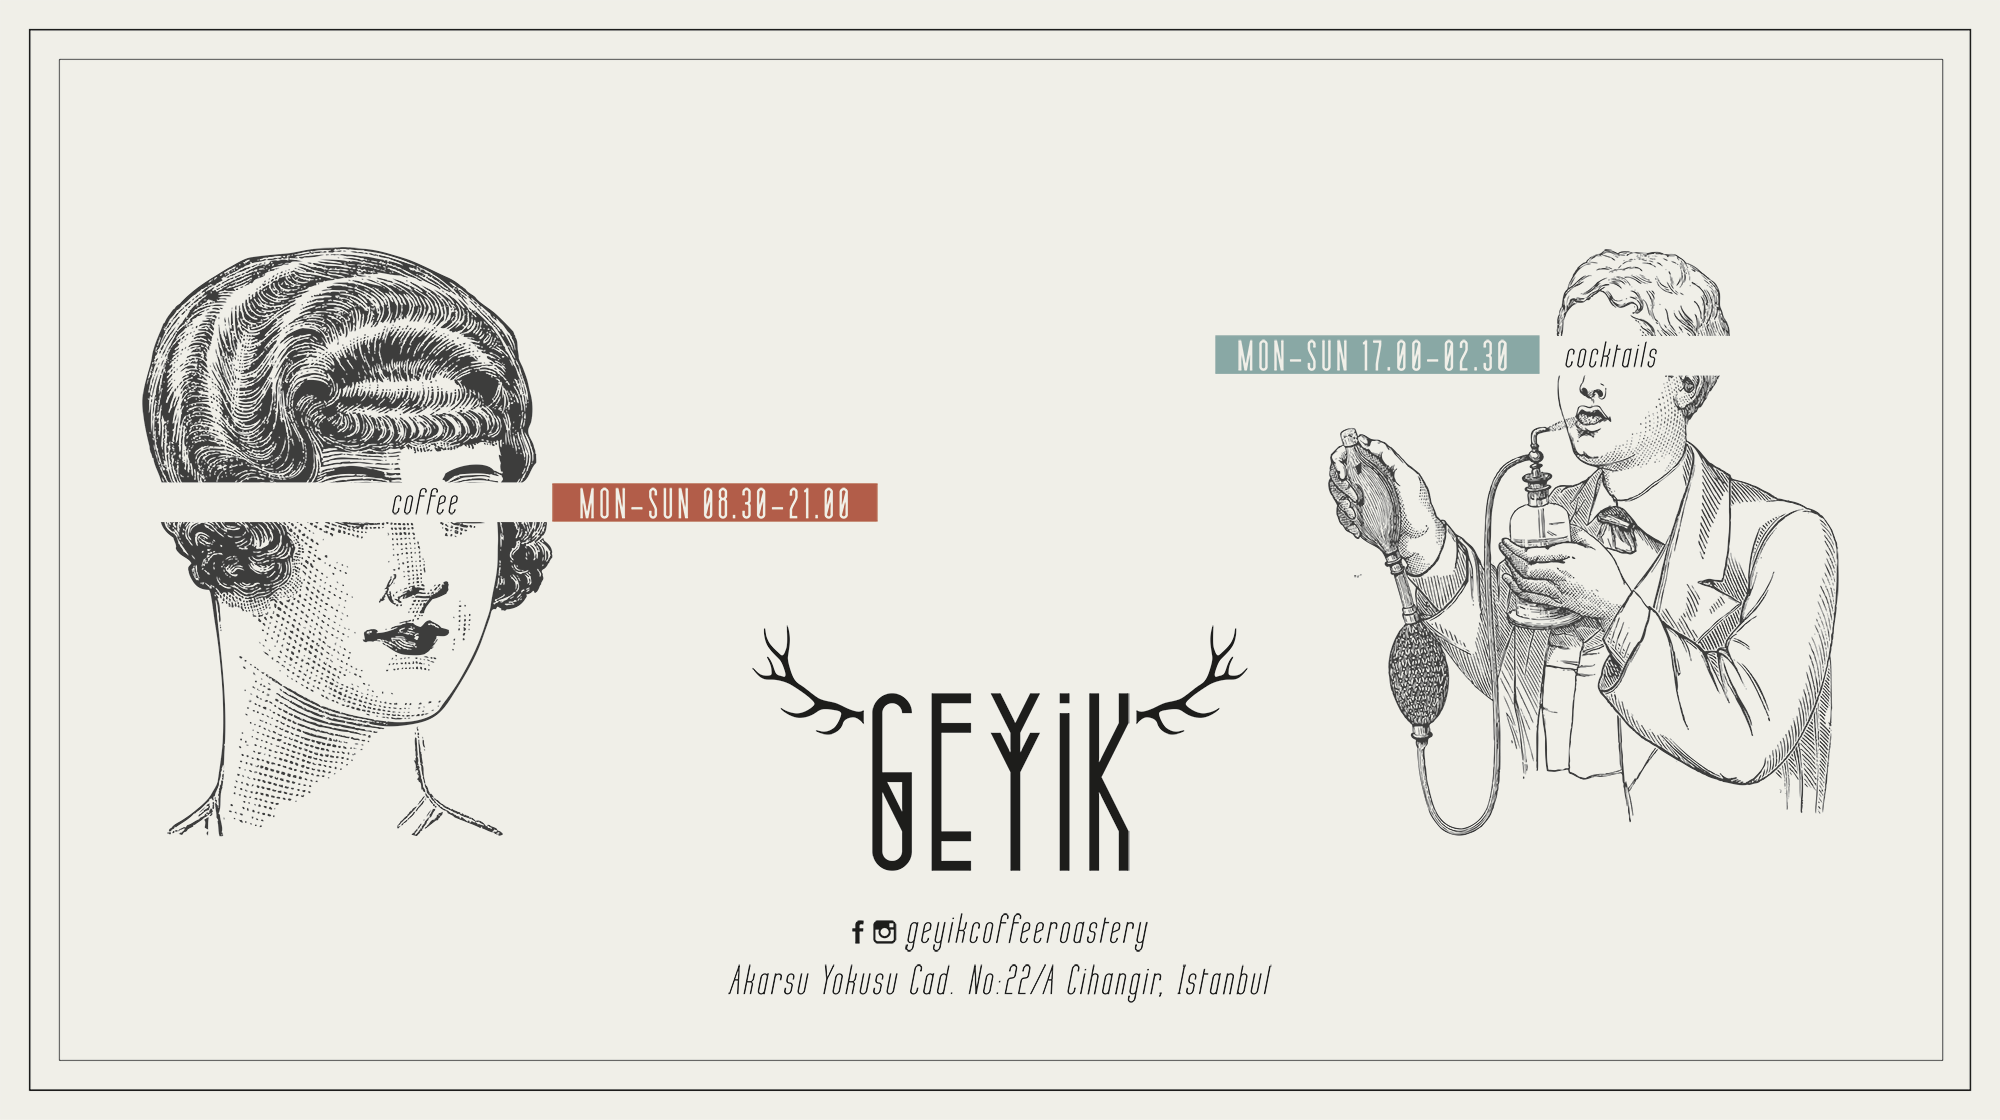 MON-SUN 17.00-02.30 cocktails
coffee MON-SUN 08.30-21.00
GEYiK
geyikcoffeeroastery
Akarsu Yokusu Cad. No:22/A Cihangir, Istanbul